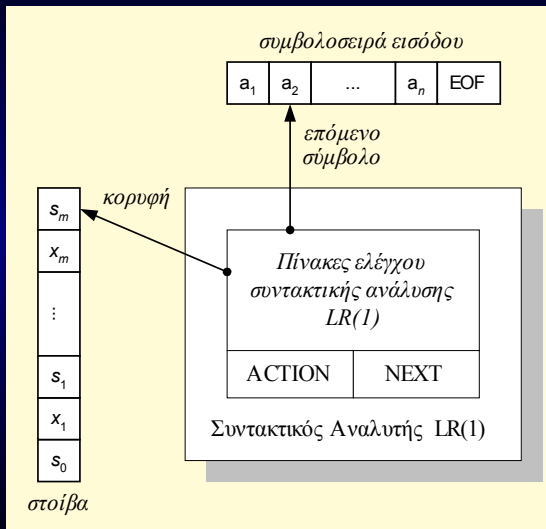 συμβολοσειρά εισόδου
a1 a2 ... an EOF
επόμενο
σύμβολο
κορυφή
sm
xm
...
s1
x1
s0
στοίβα
Πίνακες ελέγχου
συντακτικής ανάλυσης
LR(1)
ACTION NEXT
Συντακτικός Αναλυτής LR(1)